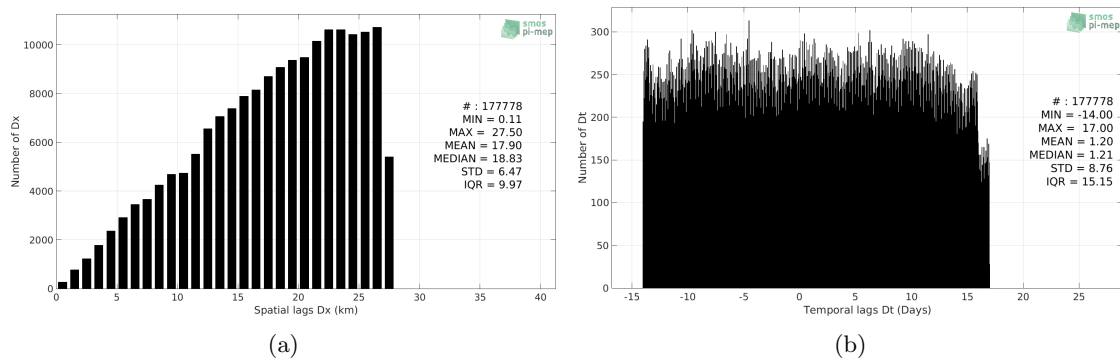 smos
pi-mep
10000
8000
6000
4000
2000
0
Number of Dx
# : 177778
MIN = 0.11
MAX = 27.50
MEAN = 17.90
MEDIAN = 18.83
STD = 6.47
IQR = 9.97
0 5 10 15 20 25 30 35 40
Spatial lags Dx (km)
(a)
smos
pi-mep
300
250
200
150
100
50
0
Number of Dt
# : 177778
MIN = -14.00
MAX = 17.00
MEAN = 1.20
MEDIAN = 1.21
STD = 8.76
IQR = 15.15
-15 -10 -5 0 5 10 15 20 25
Temporal lags Dt (Days)
(b)